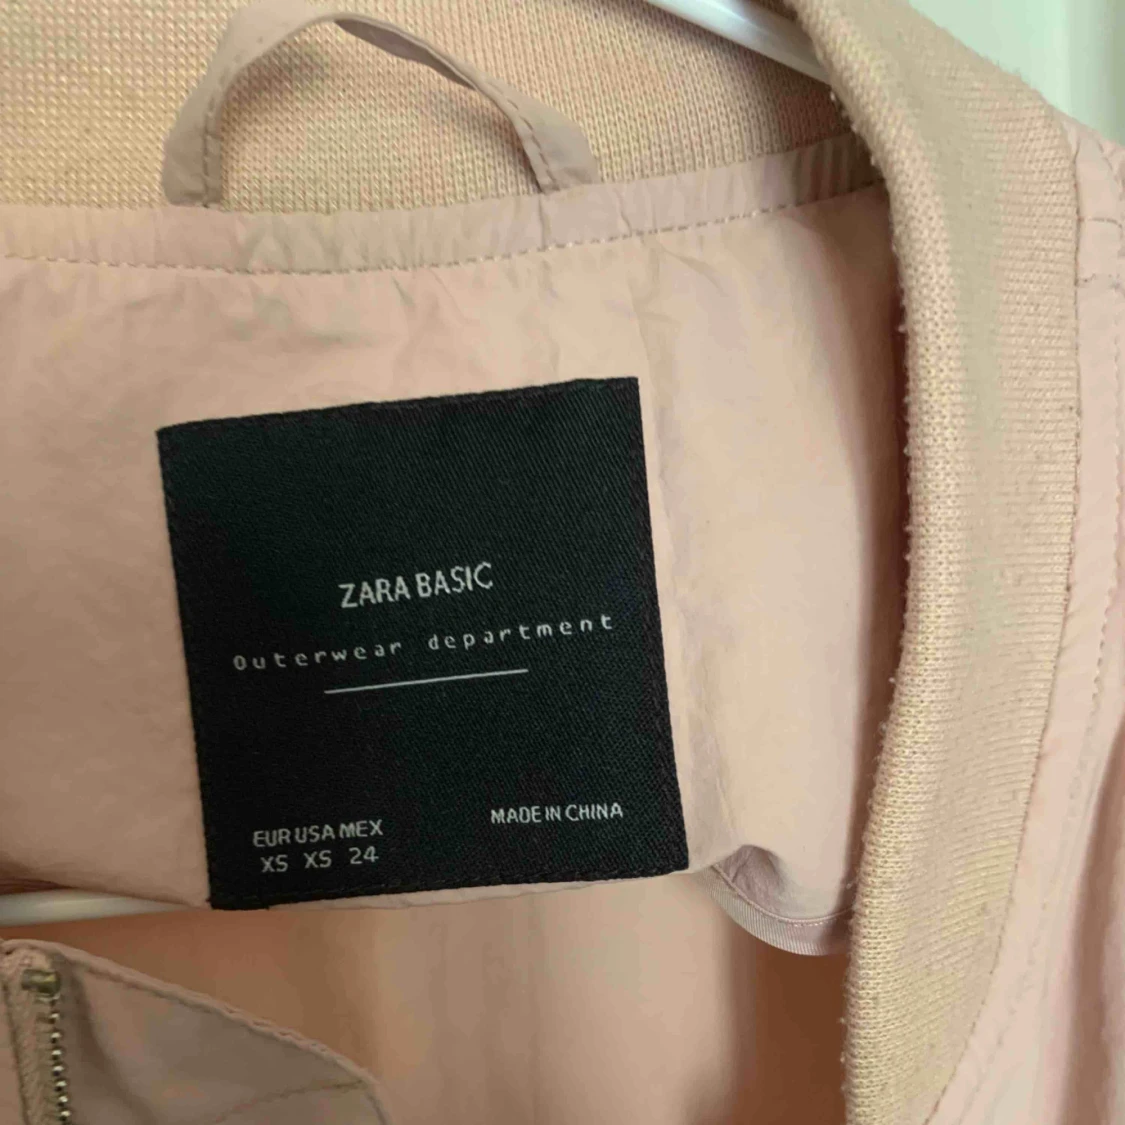 ZARA BASIC
Outerwear department
MADE IN CHINA
EUR USA MEX
XS XS 24